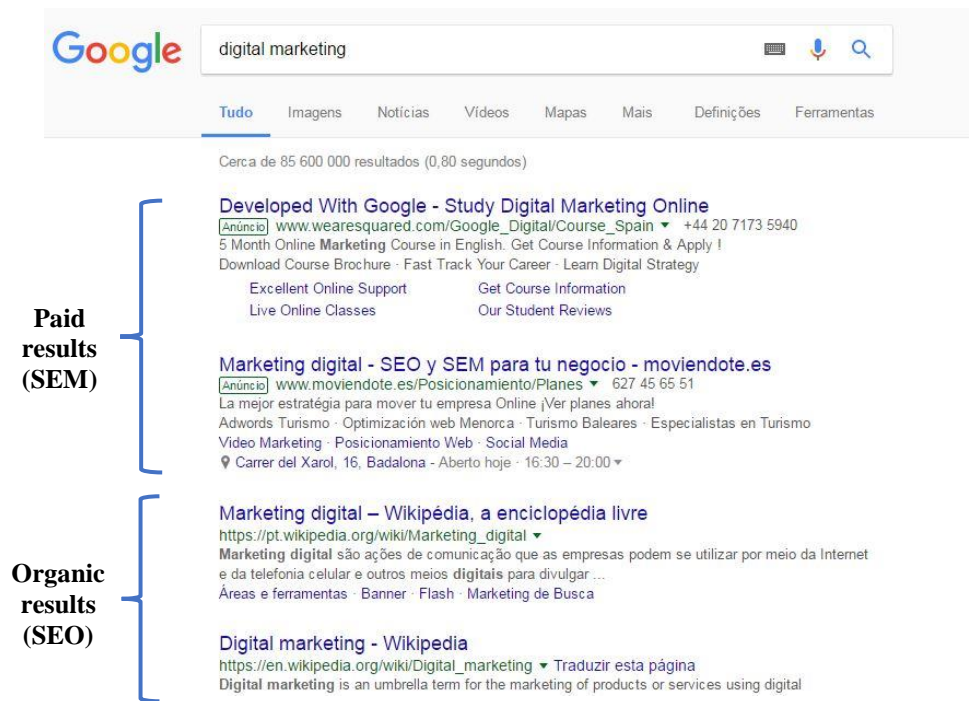 Google
digital marketing
Tudo Imagens Notícias Vídeos Mapas Mais Definições Ferramentas
Cerca de 85 600 000 resultados (0,80 segundos)
Paid
results
(SEM)
Developed With Google - Study Digital Marketing Online
Anúncio www.wearesquared.com/Google_Digital/Course_Spain ▼ +44 20 7173 5940
5 Month Online Marketing Course in English. Get Course Information & Apply !
Download Course Brochure · Fast Track Your Career · Learn Digital Strategy
Excellent Online Support Get Course Information
Live Online Classes Our Student Reviews
Marketing digital - SEO y SEM para tu negocio - moviendote.es
Anúncio www.moviendote.es/Posicionamiento/Planes ▼ 627 45 65 51
La mejor estratégia para mover tu empresa Online ¡Ver planes ahora!
Adwords Turismo · Optimización web Menorca · Turismo Baleares · Especialistas en Turismo
Video Marketing · Posicionamiento Web · Social Media
Carrer del Xarol, 16, Badalona - Aberto hoje · 16:30 – 20:00 ▾
Organic
results
(SEO)
Marketing digital – Wikipédia, a enciclopédia livre
https://pt.wikipedia.org/wiki/Marketing_digital ▼
Marketing digital são ações de comunicação que as empresas podem se utilizar por meio da Internet
e da telefonia celular e outros meios digitais para divulgar ...
Áreas e ferramentas · Banner · Flash · Marketing de Busca
Digital marketing - Wikipedia
https://en.wikipedia.org/wiki/Digital_marketing ▼ Traduzir esta página
Digital marketing is an umbrella term for the marketing of products or services using digital